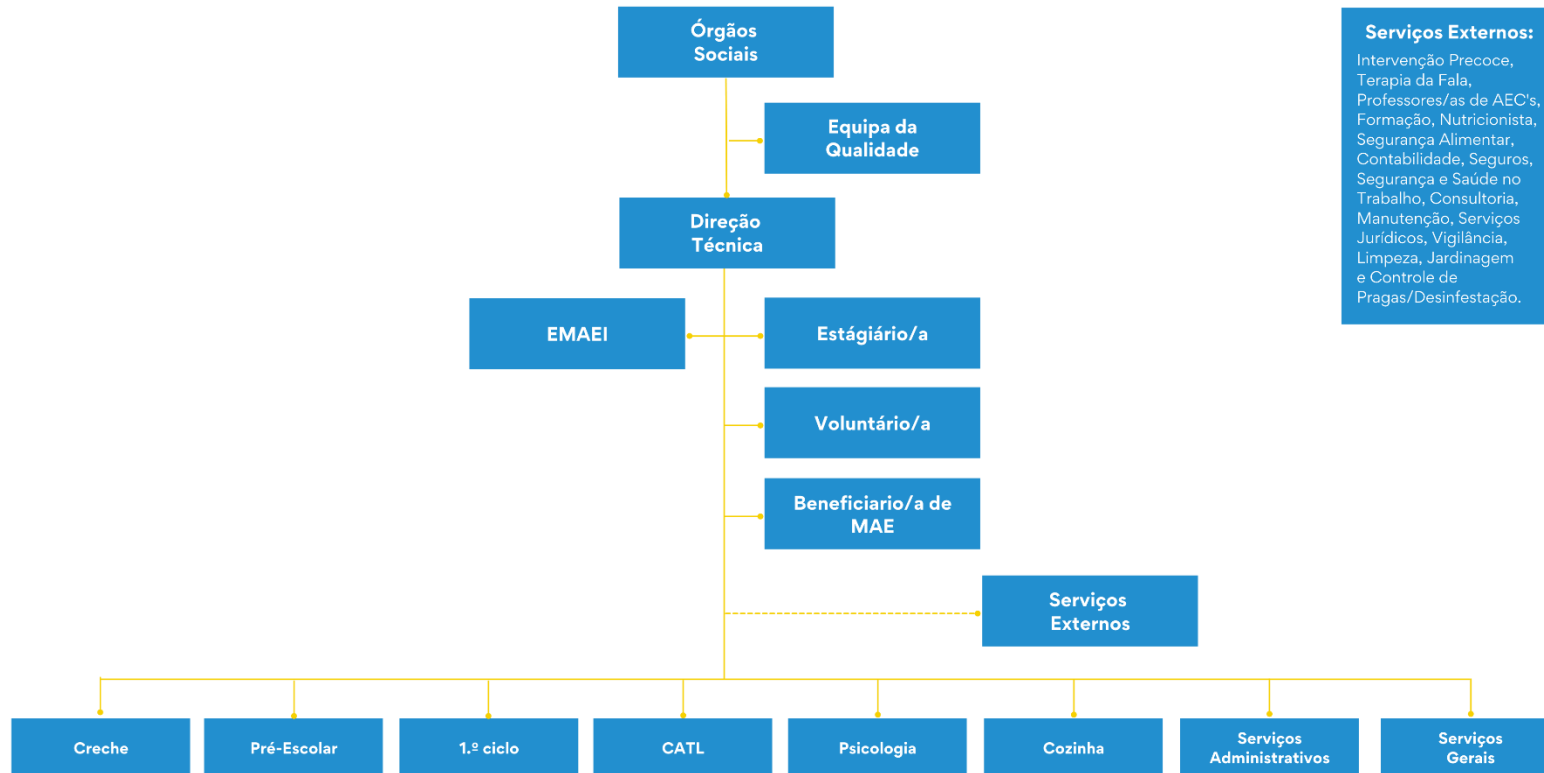 Órgãos
Sociais
Serviços Externos:
Intervenção Precoce,
Terapia da Fala,
Professores/as de AEC's,
Formação, Nutricionista,
Segurança Alimentar,
Contabilidade, Seguros,
Segurança e Saúde no
Trabalho, Consultoria,
Manutenção, Serviços
Jurídicos, Vigilância,
Limpeza, Jardinagem
e Controle de
Pragas/Desinfestação.
Equipa da
Qualidade
Direção
Técnica
EMAEI
Estágiário/a
Voluntário/a
Beneficiario/a de
MAE
Serviços
Externos
Creche
Pré-Escolar
1.º ciclo
CATL
Psicologia
Cozinha
Serviços
Administrativos
Serviços
Gerais